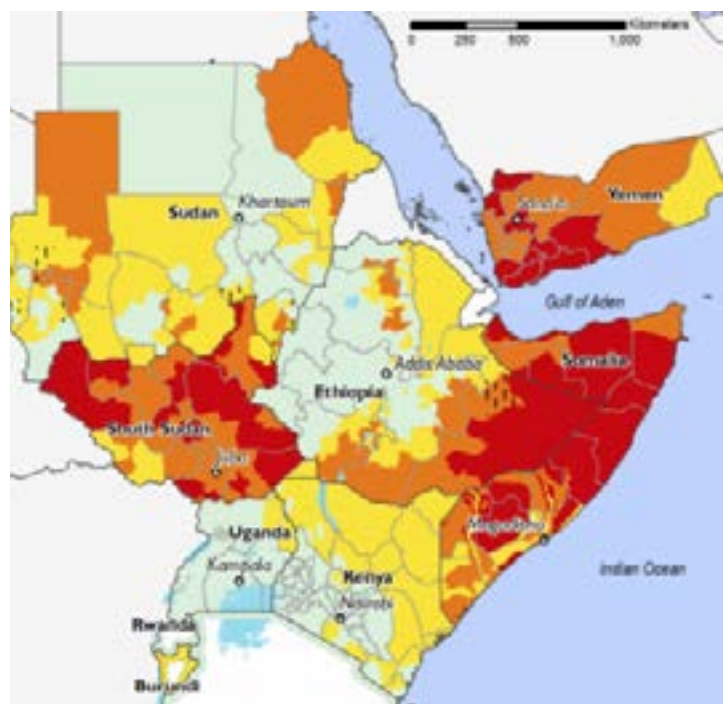 Kilometers
0 250 500 1,000
Sudan
Khartoum
Sana'a
Yemen
Gulf of Aden
Addis Ababa
Somalia
Ethiopia
South Sudan
Juba
Mogadishu
Uganda
Kampala
Kenya
Nairobi
Indian Ocean
Rwanda
Burundi